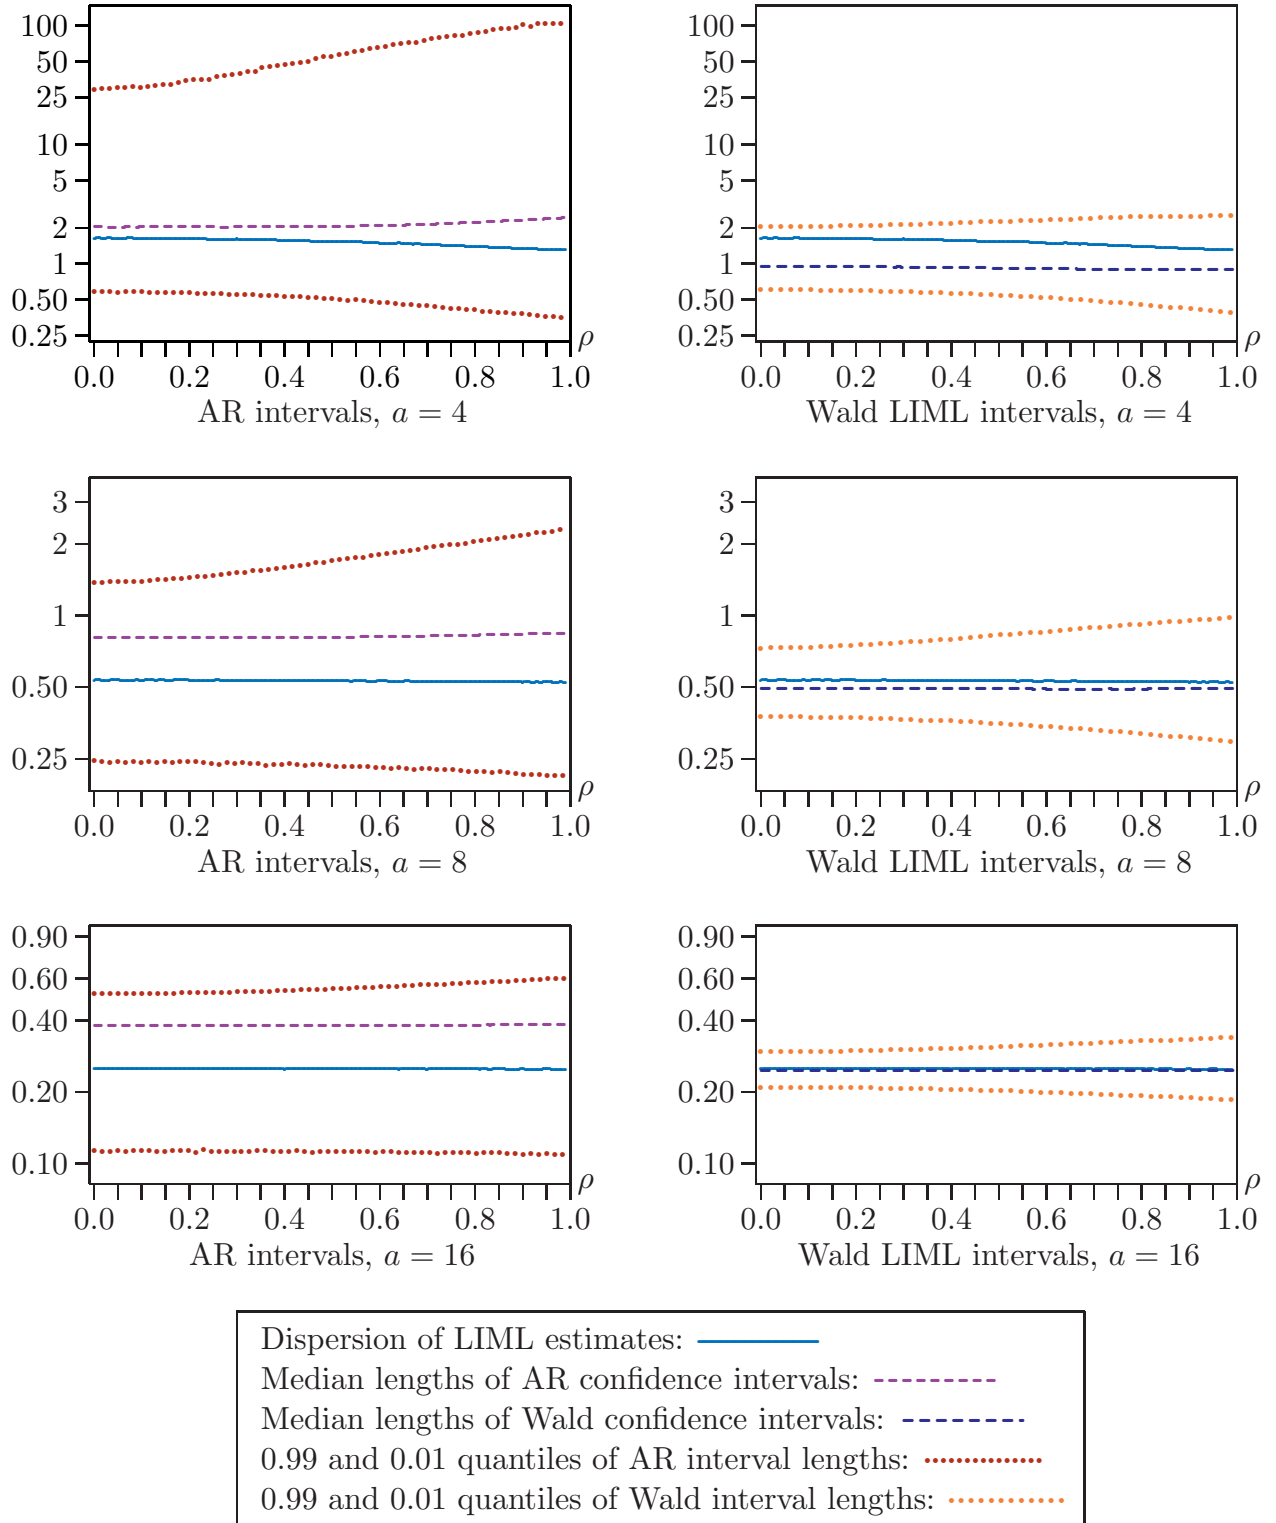 100
50
25
10
5
2
1
0.50
0.25
ρ
0.0 0.2 0.4 0.6 0.8 1.0
AR intervals, a = 4
100
50
25
10
5
2
1
0.50
0.25
ρ
0.0 0.2 0.4 0.6 0.8 1.0
Wald LIML intervals, a = 4
3
2
1
0.50
0.25
ρ
0.0 0.2 0.4 0.6 0.8 1.0
AR intervals, a = 8
3
2
1
0.50
0.25
ρ
0.0 0.2 0.4 0.6 0.8 1.0
Wald LIML intervals, a = 8
0.90
0.60
0.40
0.20
0.10
ρ
0.0 0.2 0.4 0.6 0.8 1.0
AR intervals, a = 16
0.90
0.60
0.40
0.20
0.10
ρ
0.0 0.2 0.4 0.6 0.8 1.0
Wald LIML intervals, a = 16
Dispersion of LIML estimates:
Median lengths of AR confidence intervals:
Median lengths of Wald confidence intervals:
0.99 and 0.01 quantiles of AR interval lengths:
0.99 and 0.01 quantiles of Wald interval lengths: